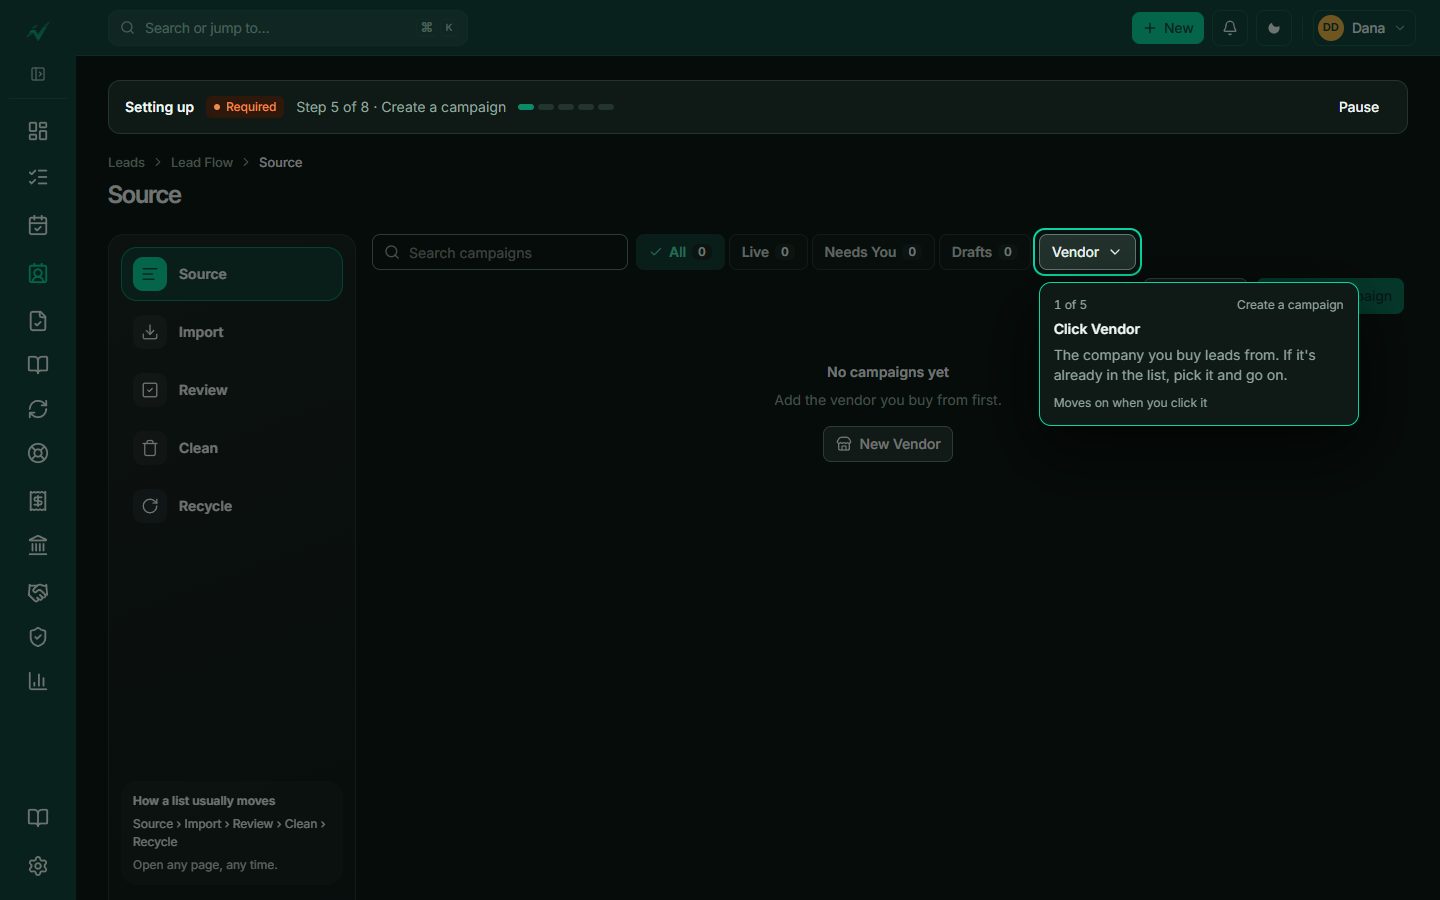 Search or jump to...
⌘ K
New
DD
Dana
Setting up
Required
Step 5 of 8 · Create a campaign
Pause
Leads > Lead Flow > Source
Source
Source
Import
Review
Clean
Recycle
Search campaigns
All 0
Live 0
Needs You 0
Drafts 0
Vendor
1 of 5
Create a campaign
Click Vendor
The company you buy leads from. If it's
already in the list, pick it and go on.
Moves on when you click it
No campaigns yet
Add the vendor you buy from first.
New Vendor
How a list usually moves
Source › Import › Review › Clean ›
Recycle
Open any page, any time.